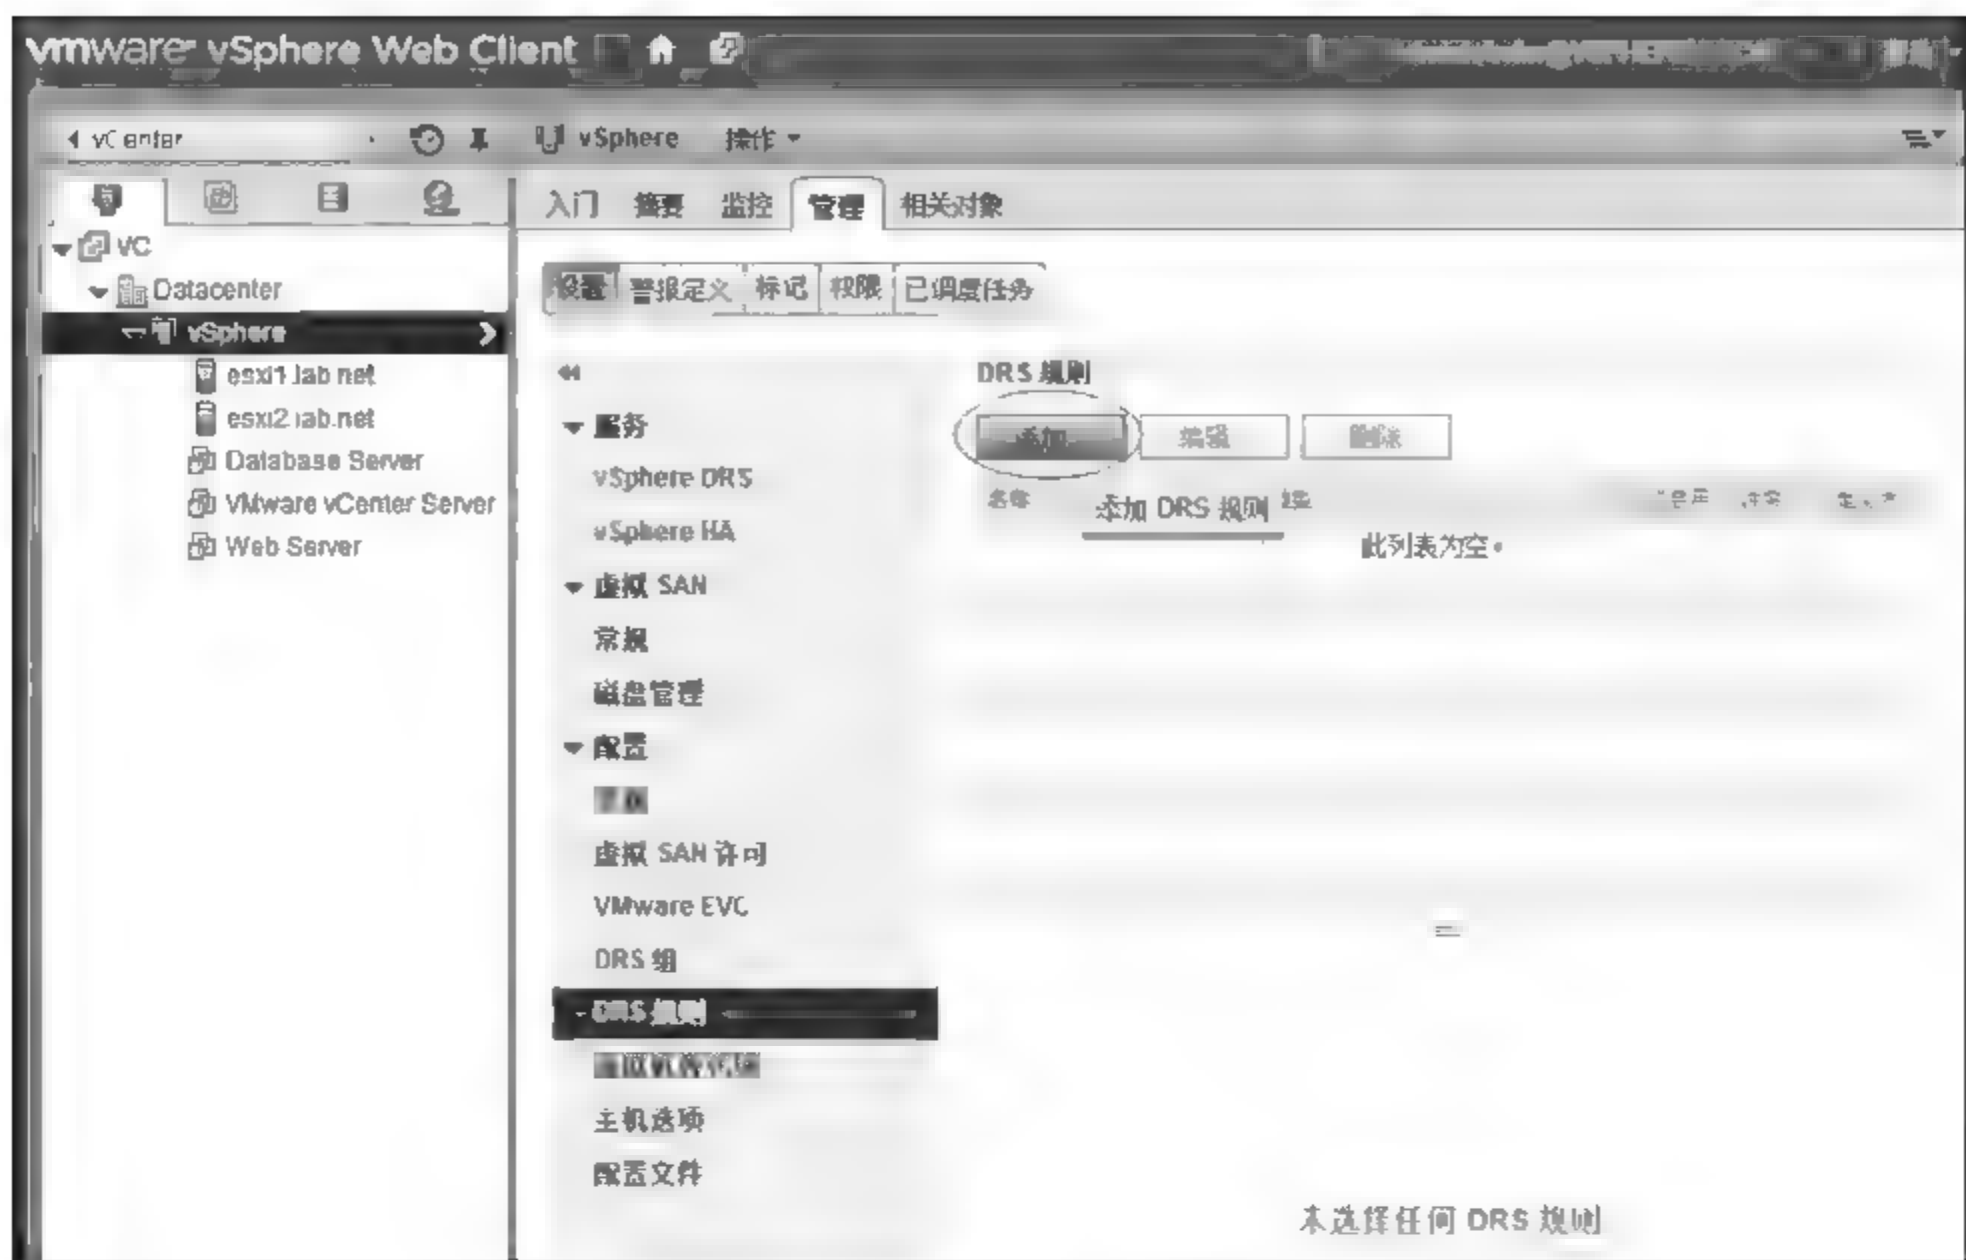 vmware vSphere Web Client
vCenter
vSphere 操作
入门 摘要 监控 管理 相关对象
VC
Datacenter
vSphere
esxi1.lab.net
esxi2.lab.net
Database Server
VMware vCenter Server
Web Server
设置 警报定义 标记 权限 已调度任务
服务
vSphere DRS
vSphere HA
虚拟 SAN
常规
磁盘管理
配置
虚拟 SAN 许可
VMware EVC
DRS 组
DRS 规则
主机选项
配置文件
DRS 规则
添加 编辑 删除
名称
添加 DRS 规则
此列表为空。
未选择任何 DRS 规则